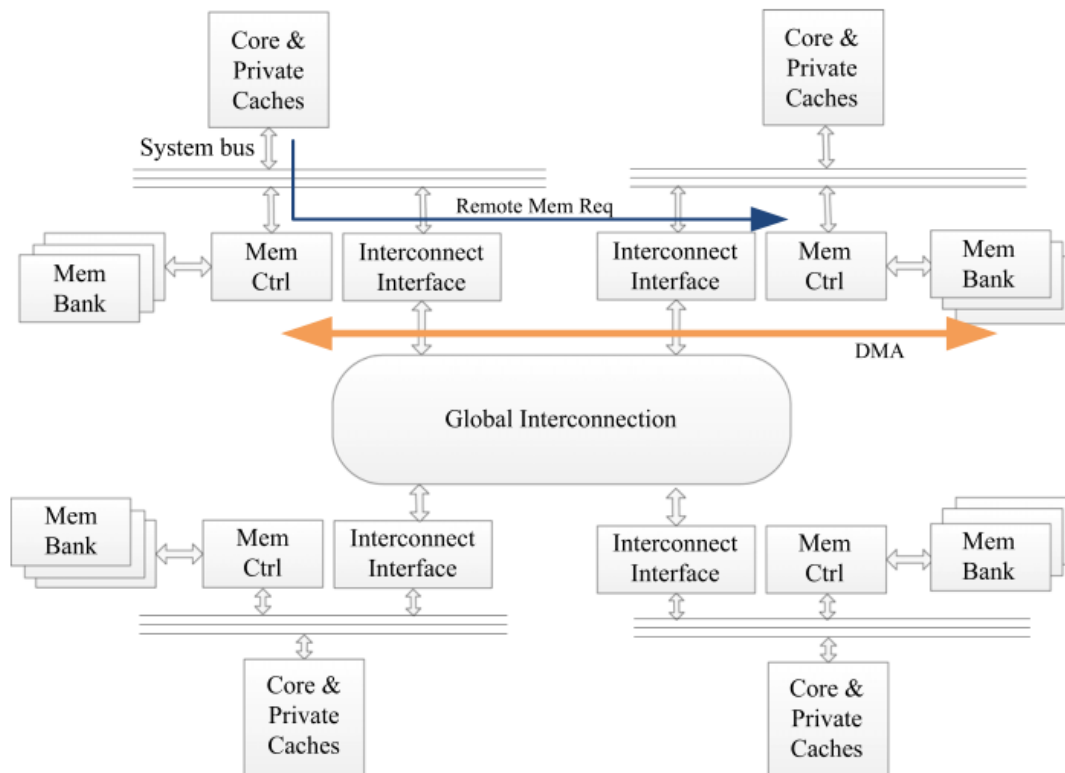 Core &
Private
Caches
Core &
Private
Caches
System bus
Remote Mem Req
Mem
Bank
Mem
Ctrl
Interconnect
Interface
Interconnect
Interface
Mem
Ctrl
Mem
Bank
DMA
Global Interconnection
Mem
Bank
Mem
Ctrl
Interconnect
Interface
Interconnect
Interface
Mem
Ctrl
Mem
Bank
Core &
Private
Caches
Core &
Private
Caches